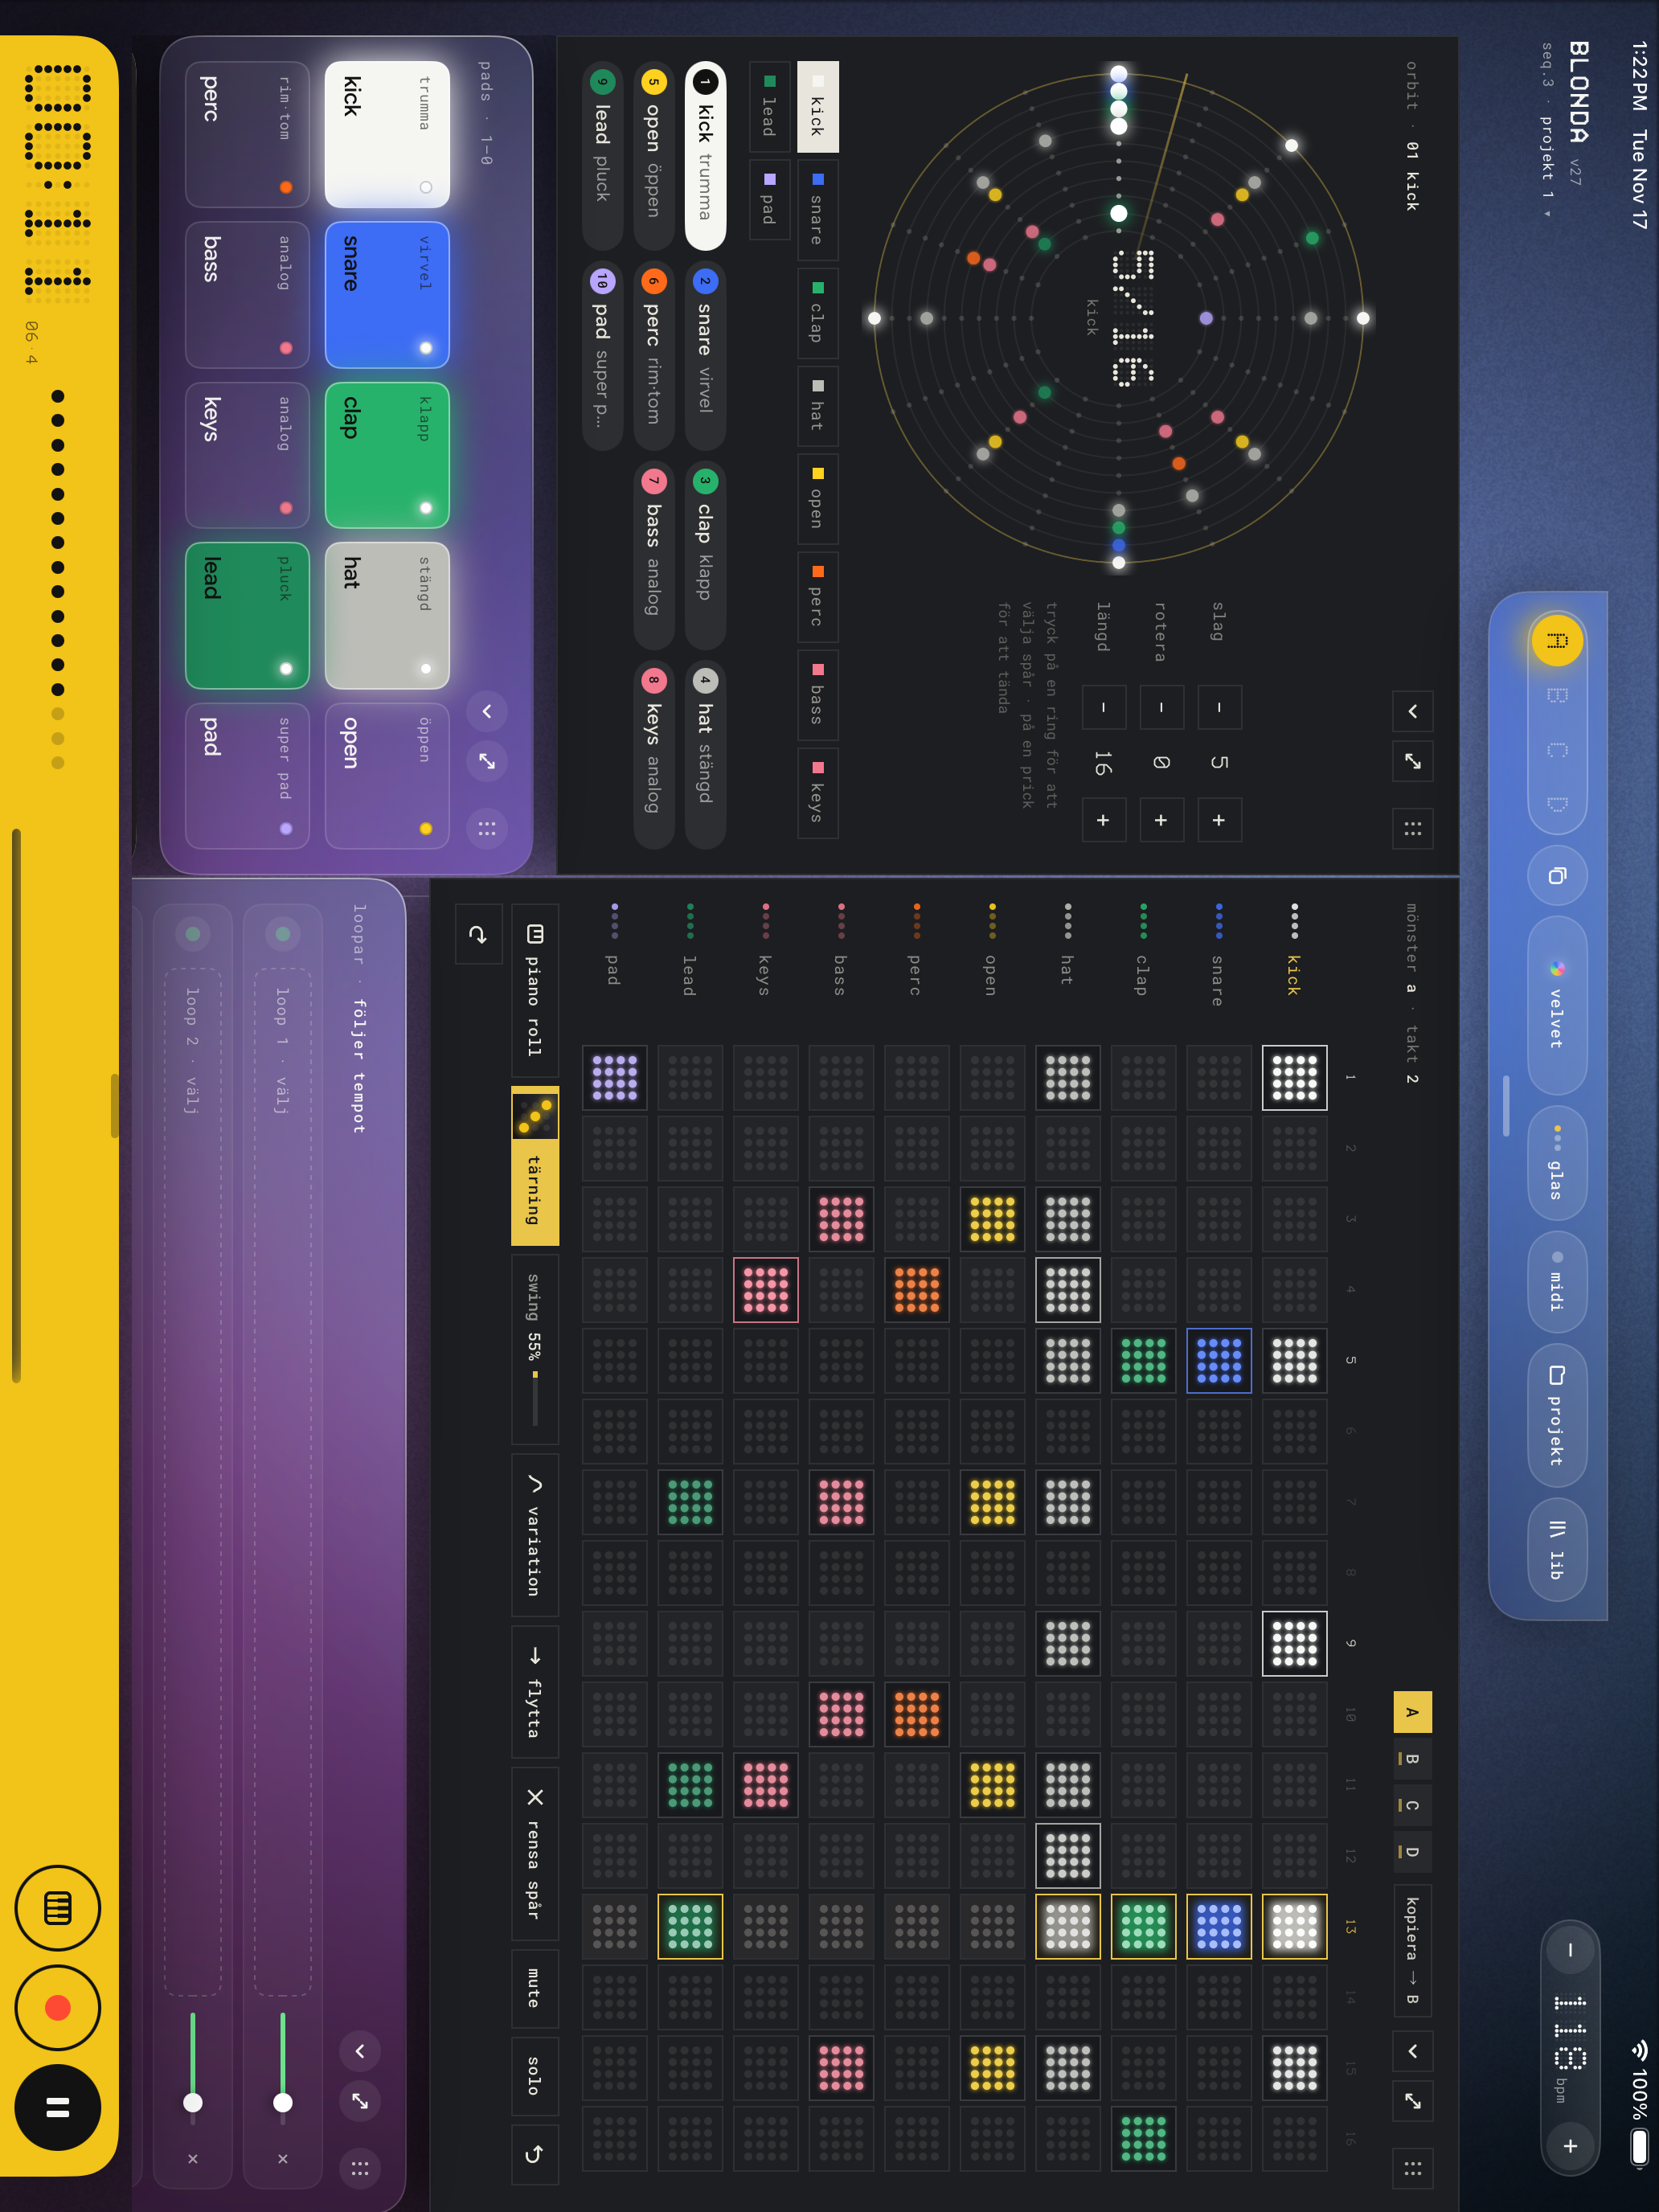 1:22 PM Tue Nov 17
100%
BLONDA v27
seq.3 · projekt 1
A B C D
velvet
glas
midi
projekt
lib
118 bpm
orbit · 01 kick
5/16
kick
slag − 5 +
rotera − 0 +
längd − 16 +
tryck på en ring för att
välja spår · på en prick
för att tända
kick snare clap hat open perc bass keys
lead pad
1 kick trumma
2 snare virvel
3 clap klapp
4 hat stängd
5 open öppen
6 perc rim·tom
7 bass analog
8 keys analog
9 lead pluck
10 pad super p…
mönster a · takt 2
A B C D kopiera → B
1 2 3 4 5 6 7 8 9 10 11 12 13 14 15 16
kick
snare
clap
hat
open
perc
bass
keys
lead
pad
piano roll
tärning
swing 55%
variation
flytta
rensa spår
mute
solo
pads · 1–0
trumma
kick
virvel
snare
klapp
clap
stängd
hat
öppen
open
rim·tom
perc
analog
bass
analog
keys
pluck
lead
super pad
pad
loopar · följer tempot
loop 1 · välj ×
loop 2 · välj ×
06·4